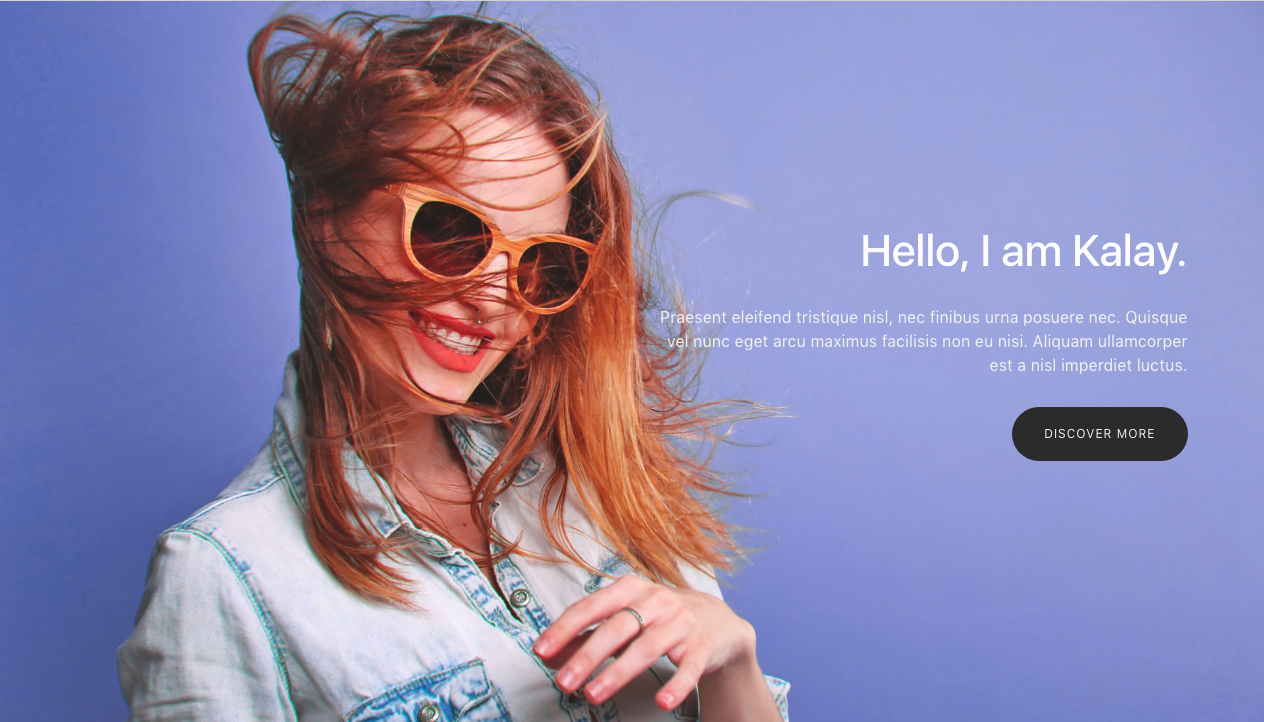 Hello, I am Kalay.
Praesent eleifend tristique nisl, nec finibus urna posuere nec. Quisque
vel nunc eget arcu maximus facilisis non eu nisi. Aliquam ullamcorper
est a nisl imperdiet luctus.
DISCOVER MORE